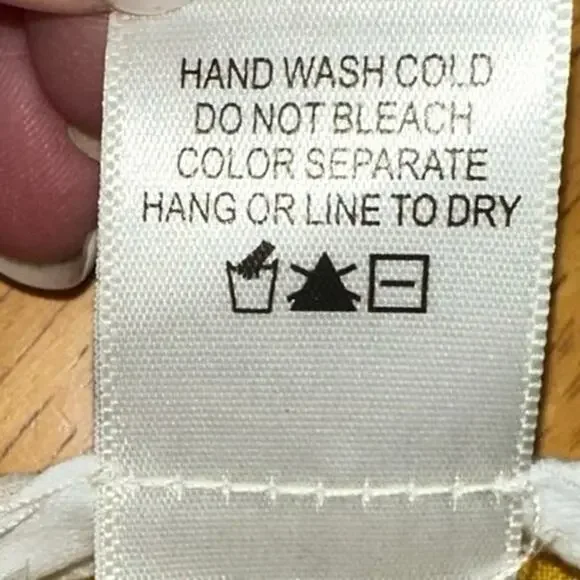 HAND WASH COLD
DO NOT BLEACH
COLOR SEPARATE
HANG OR LINE TO DRY